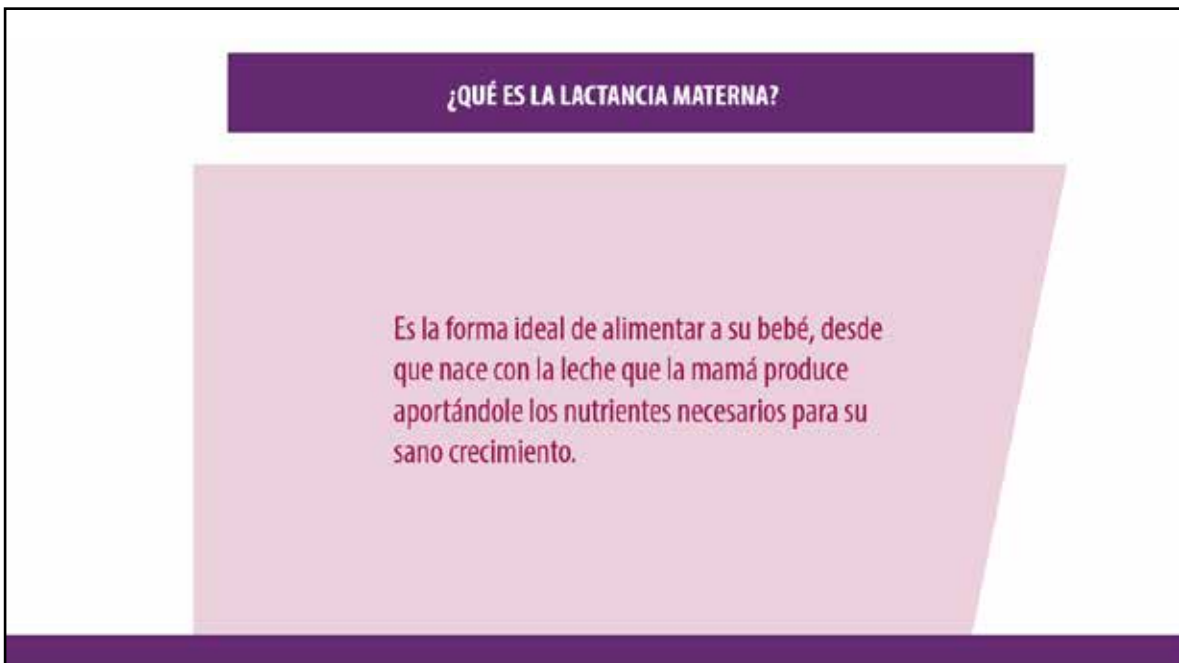 ¿QUÉ ES LA LACTANCIA MATERNA?
Es la forma ideal de alimentar a su bebé, desde
que nace con la leche que la mamá produce
aportándole los nutrientes necesarios para su
sano crecimiento.